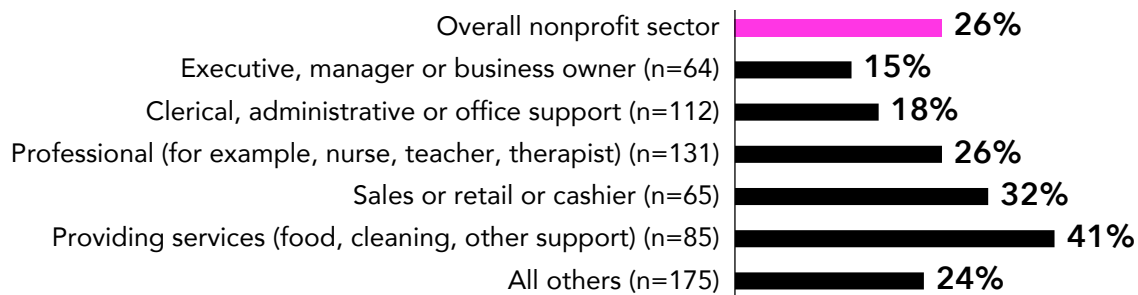 Overall nonprofit sector 26%
Executive, manager or business owner (n=64) 15%
Clerical, administrative or office support (n=112) 18%
Professional (for example, nurse, teacher, therapist) (n=131) 26%
Sales or retail or cashier (n=65) 32%
Providing services (food, cleaning, other support) (n=85) 41%
All others (n=175) 24%